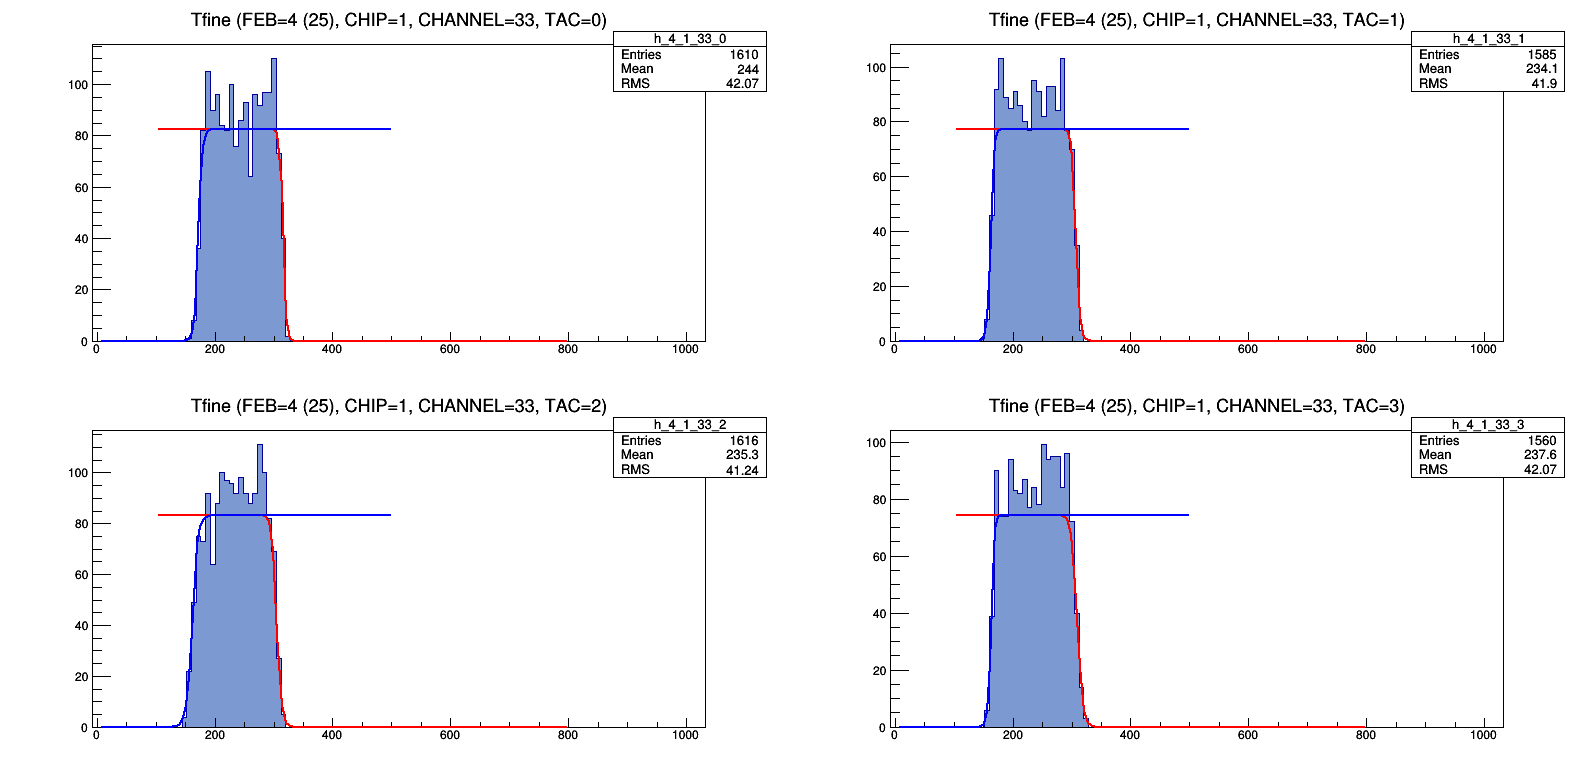 Tfine (FEB=4 (25), CHIP=1, CHANNEL=33, TAC=0)
h_4_1_33_0
Entries 1610
Mean 244
RMS 42.07
100
80
60
40
20
0
0 200 400 600 800 1000
Tfine (FEB=4 (25), CHIP=1, CHANNEL=33, TAC=1)
h_4_1_33_1
Entries 1585
Mean 234.1
RMS 41.9
100
80
60
40
20
0
0 200 400 600 800 1000
Tfine (FEB=4 (25), CHIP=1, CHANNEL=33, TAC=2)
h_4_1_33_2
Entries 1616
Mean 235.3
RMS 41.24
100
80
60
40
20
0
0 200 400 600 800 1000
Tfine (FEB=4 (25), CHIP=1, CHANNEL=33, TAC=3)
h_4_1_33_3
Entries 1560
Mean 237.6
RMS 42.07
100
80
60
40
20
0
0 200 400 600 800 1000